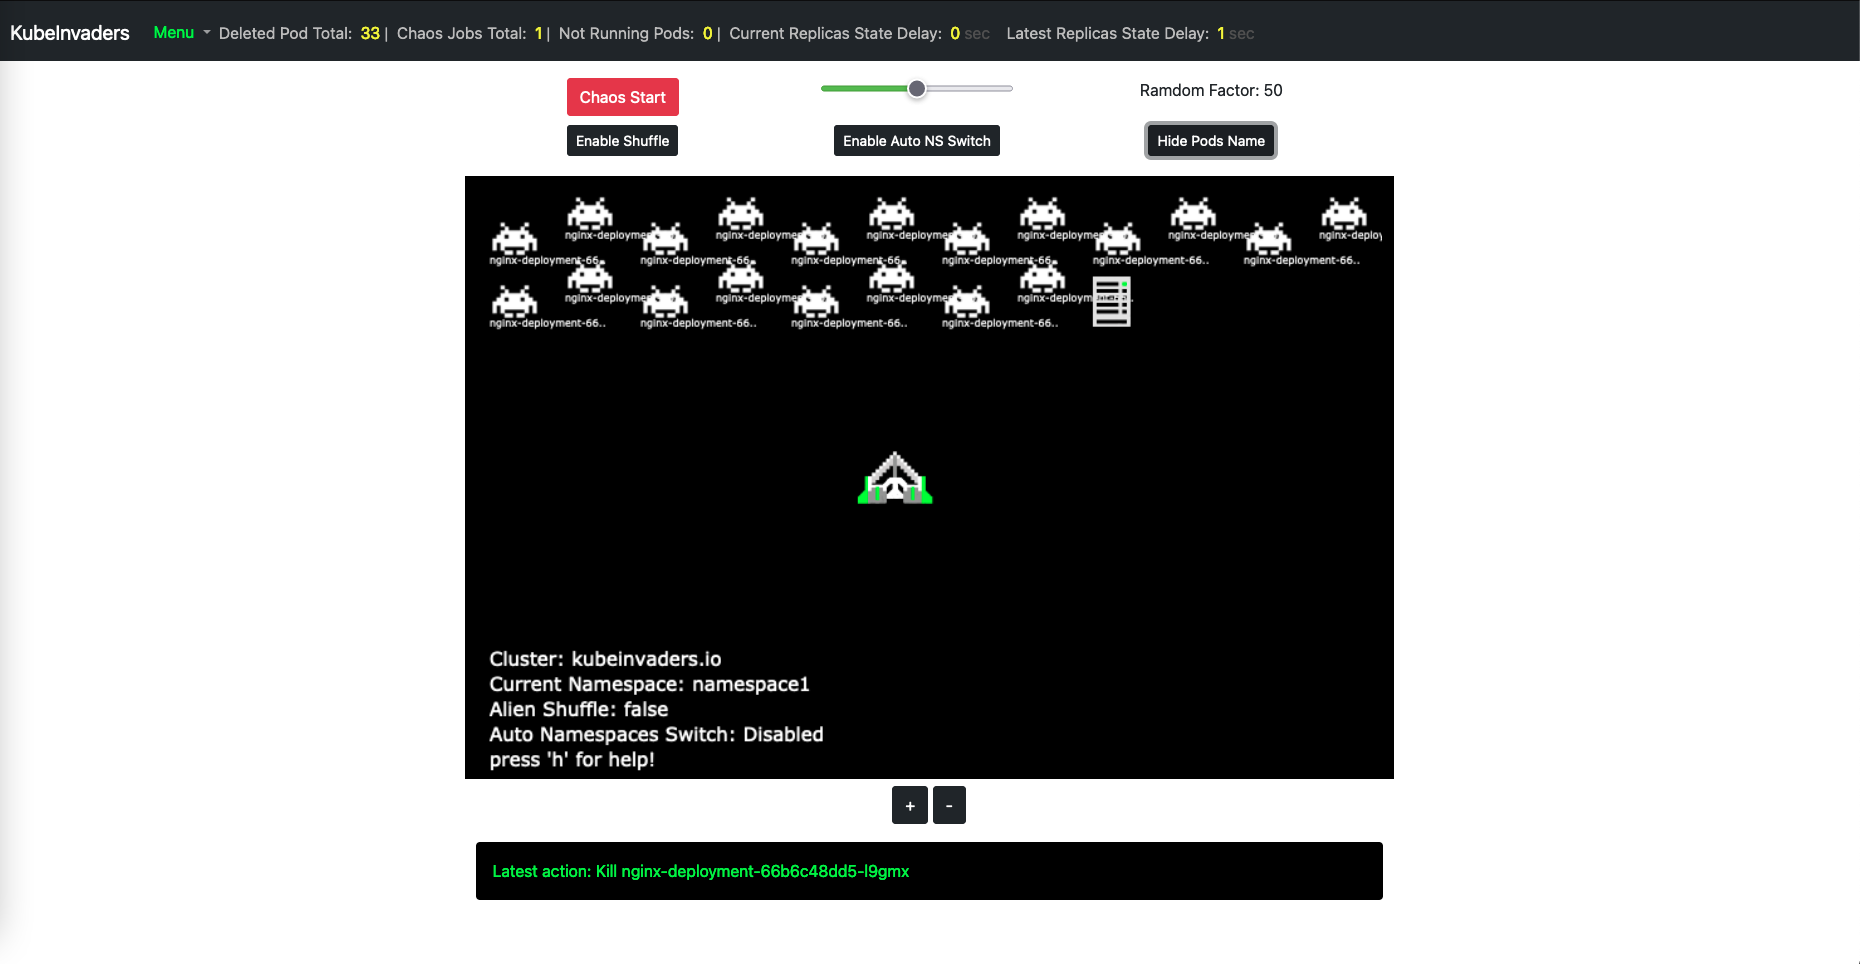 KubeInvaders Menu Deleted Pod Total: 33 | Chaos Jobs Total: 1 | Not Running Pods: 0 | Current Replicas State Delay: 0 sec Latest Replicas State Delay: 1 sec
Chaos Start Ramdom Factor: 50
Enable Shuffle Enable Auto NS Switch Hide Pods Name
nginx-deployme nginx-deployme nginx-deployme nginx-deployme nginx-deployme nginx-deploy
nginx-deployment-66.. nginx-deployment-66.. nginx-deployment-66.. nginx-deployment-66.. nginx-deployment-66.. nginx-deployment-66..
nginx-deployment nginx-deployme nginx-deployme nginx-deployment-66..
nginx-deployment-66.. nginx-deployment-66.. nginx-deployment-66.. nginx-deployment-66..
Cluster: kubeinvaders.io
Current Namespace: namespace1
Alien Shuffle: false
Auto Namespaces Switch: Disabled
press 'h' for help!
+ -
Latest action: Kill nginx-deployment-66b6c48dd5-l9gmx